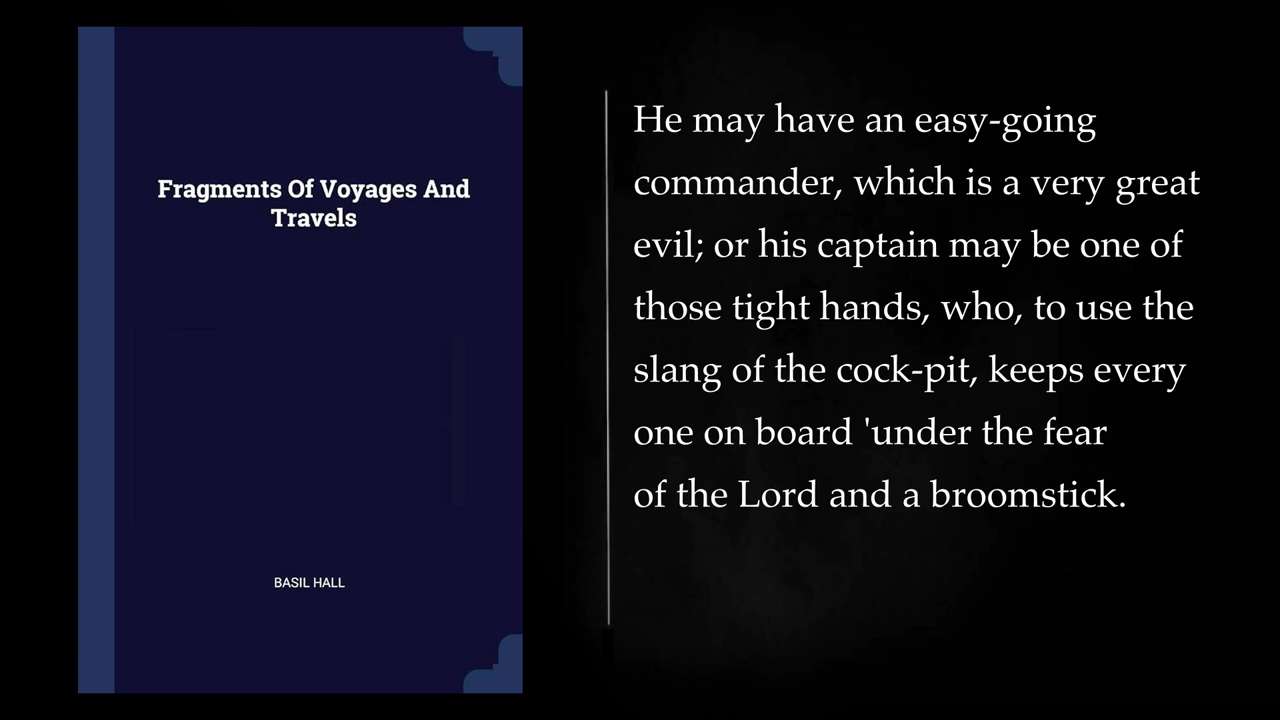 Fragments Of Voyages And
Travels
BASIL HALL
He may have an easy-going
commander, which is a very great
evil; or his captain may be one of
those tight hands, who, to use the
slang of the cock-pit, keeps every
one on board 'under the fear
of the Lord and a broomstick.